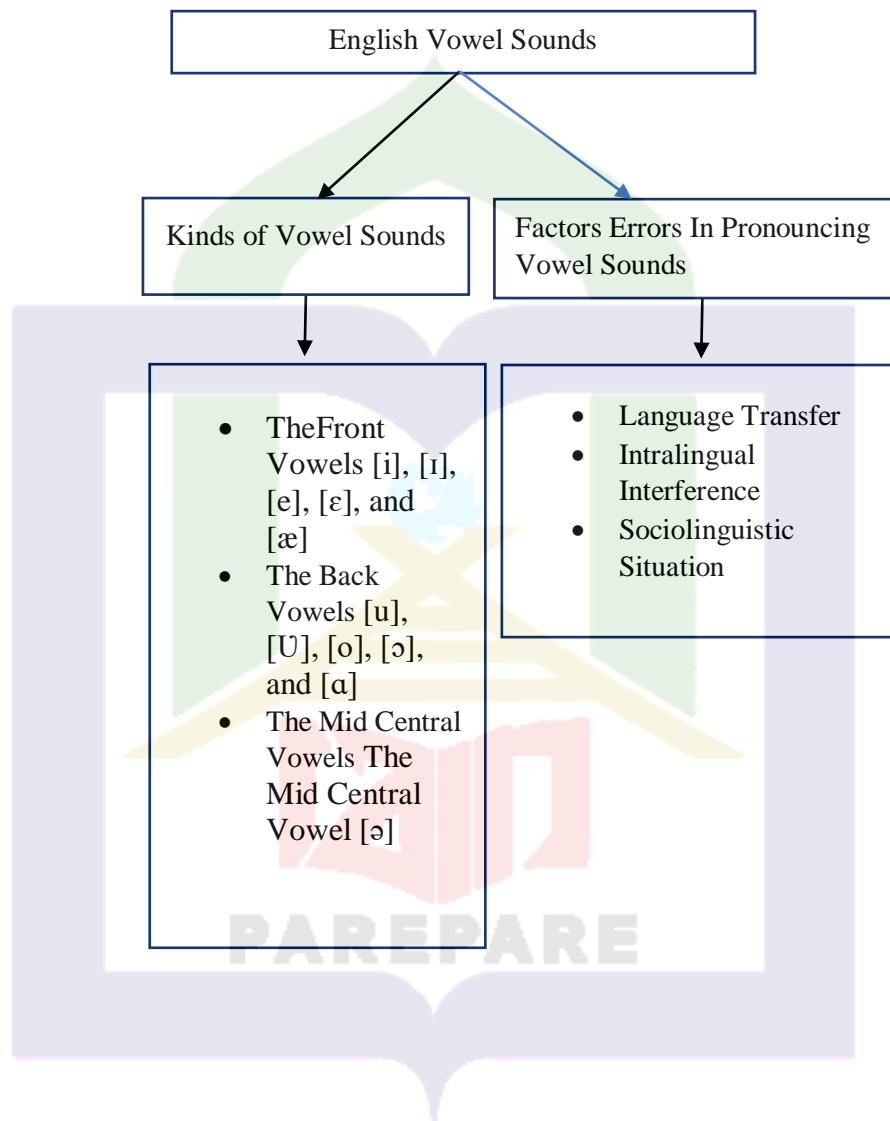 English Vowel Sounds
Kinds of Vowel Sounds
Factors Errors In Pronouncing
Vowel Sounds
• TheFront
Vowels [i], [ɪ],
[e], [ɛ], and
[æ]
• The Back
Vowels [u],
[Ʊ], [o], [ɔ],
and [ɑ]
• The Mid Central
Vowels The
Mid Central
Vowel [ə]
• Language Transfer
• Intralingual
Interference
• Sociolinguistic
Situation
PAREPARE